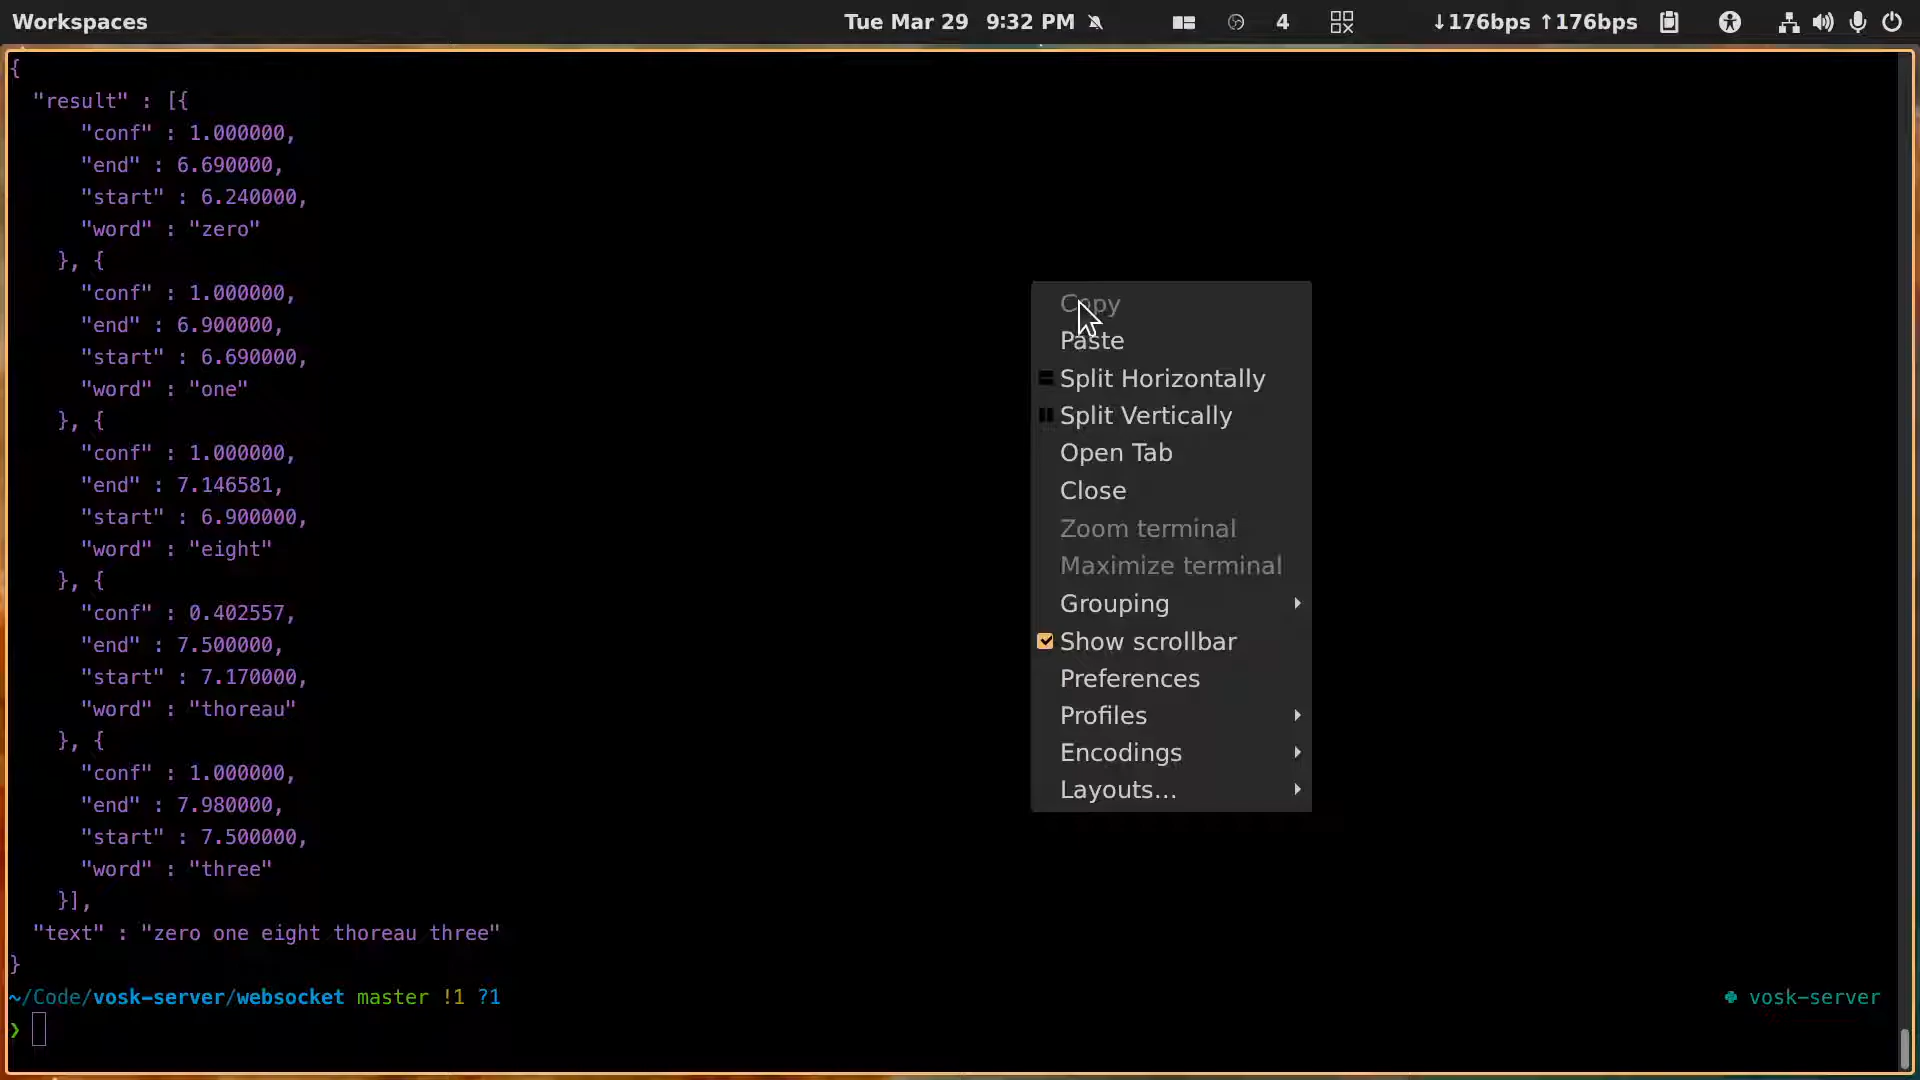 Workspaces
Tue Mar 29 9:32 PM
4
↓176bps ↑176bps
{
"result" : [{
"conf" : 1.000000,
"end" : 6.690000,
"start" : 6.240000,
"word" : "zero"
}, {
"conf" : 1.000000,
"end" : 6.900000,
"start" : 6.690000,
"word" : "one"
}, {
"conf" : 1.000000,
"end" : 7.146581,
"start" : 6.900000,
"word" : "eight"
}, {
"conf" : 0.402557,
"end" : 7.500000,
"start" : 7.170000,
"word" : "thoreau"
}, {
"conf" : 1.000000,
"end" : 7.980000,
"start" : 7.500000,
"word" : "three"
}],
"text" : "zero one eight thoreau three"
}
~/Code/vosk-server/websocket master !1 ?1
vosk-server
❯
Copy
Paste
Split Horizontally
Split Vertically
Open Tab
Close
Zoom terminal
Maximize terminal
Grouping
Show scrollbar
Preferences
Profiles
Encodings
Layouts...